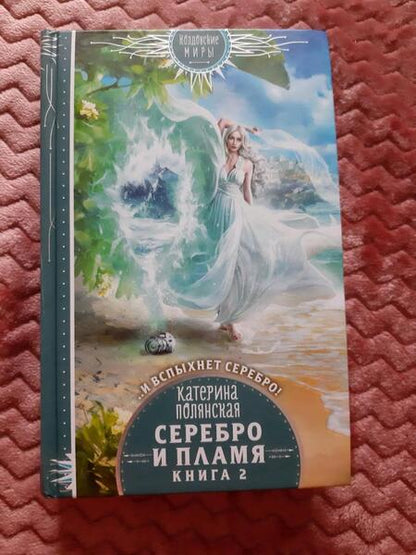 Колдовские
миры
..И ВСПЫХНЕТ СЕРЕБРО!
КАТЕРИНА
ПОЛЯНСКАЯ
СЕРЕБРО
И ПЛАМЯ
КНИГА 2